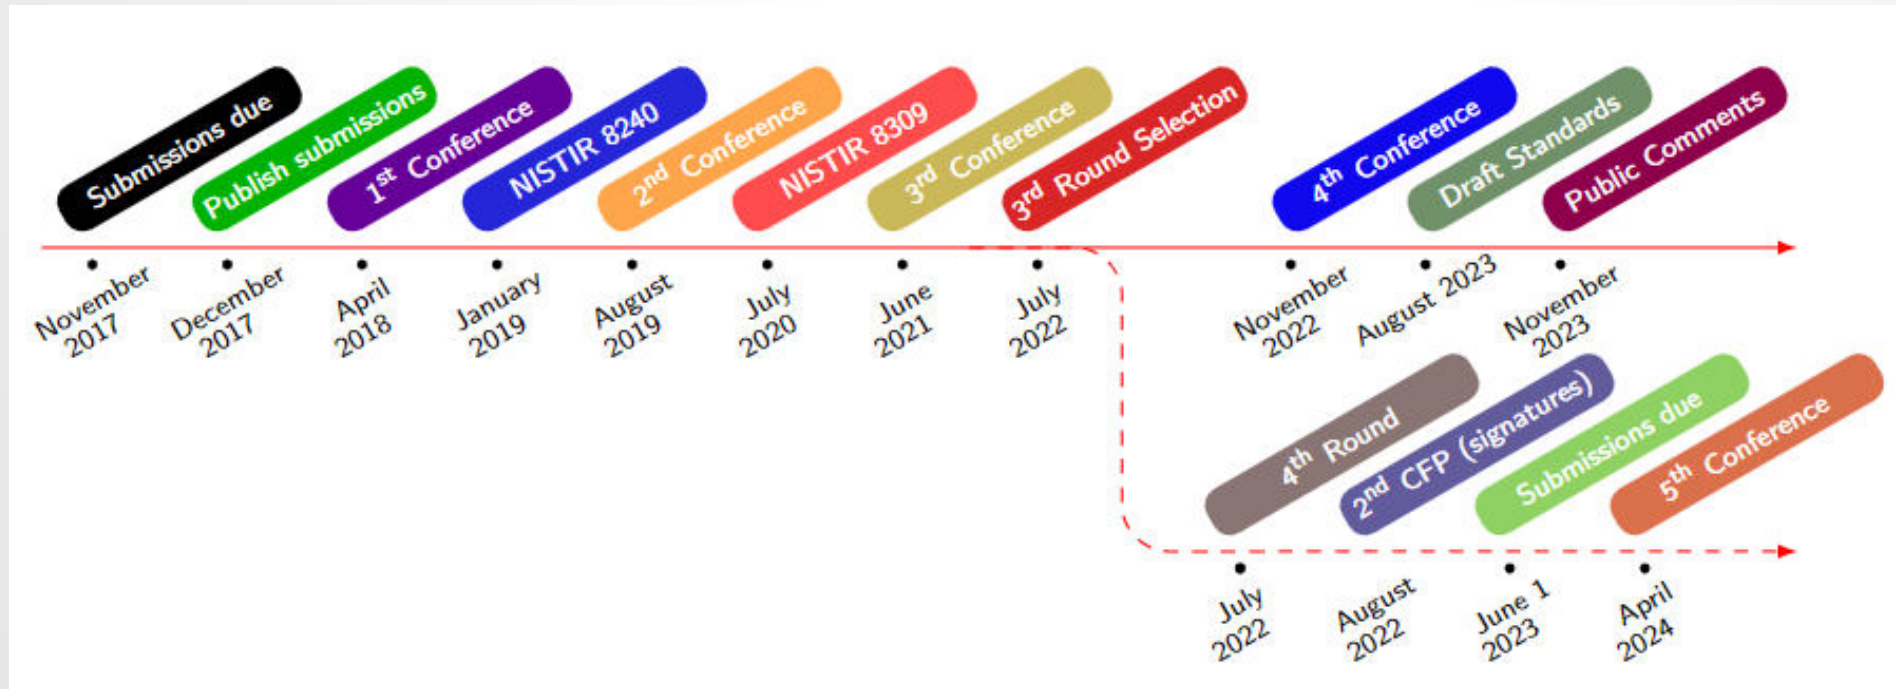 Submissions due
Publish submissions
1st Conference
NISTIR 8240
2nd Conference
NISTIR 8309
3rd Conference
3rd Round Selection
4th Conference
Draft Standards
Public Comments
November
2017
December
2017
April
2018
January
2019
August
2019
July
2020
June
2021
July
2022
November
2022
August 2023
November
2023
4th Round
2nd CFP (signatures)
Submissions due
5th Conference
July
2022
August
2022
June 1
2023
April
2024